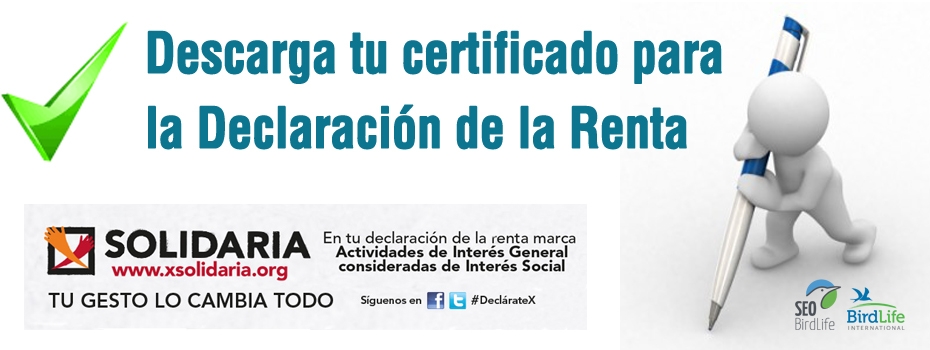 Descarga tu certificado para
la Declaración de la Renta
SOLIDARIA
www.xsolidaria.org
TU GESTO LO CAMBIA TODO
En tu declaración de la renta marca
Actividades de Interés General
consideradas de Interés Social
Síguenos en #DeclárateX
SEO
BirdLife
BirdLife
INTERNATIONAL